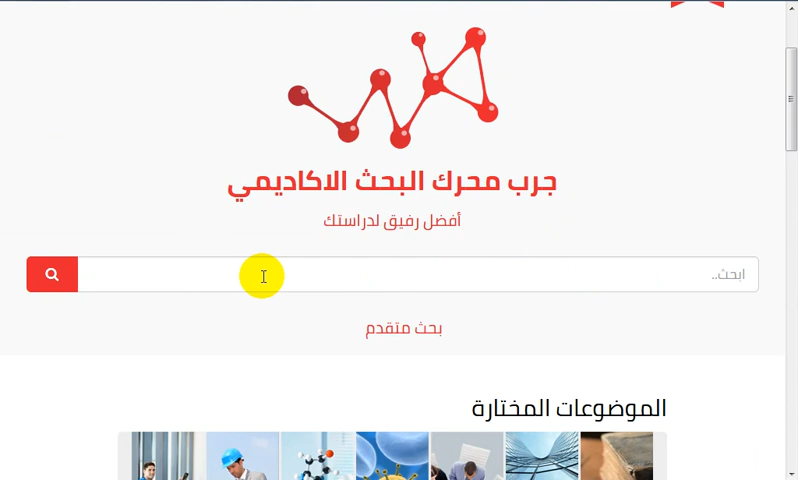 جرب محرك البحث الاكاديمي
أفضل رفيق لدراستك
ابحث..
بحث متقدم
الموضوعات المختارة